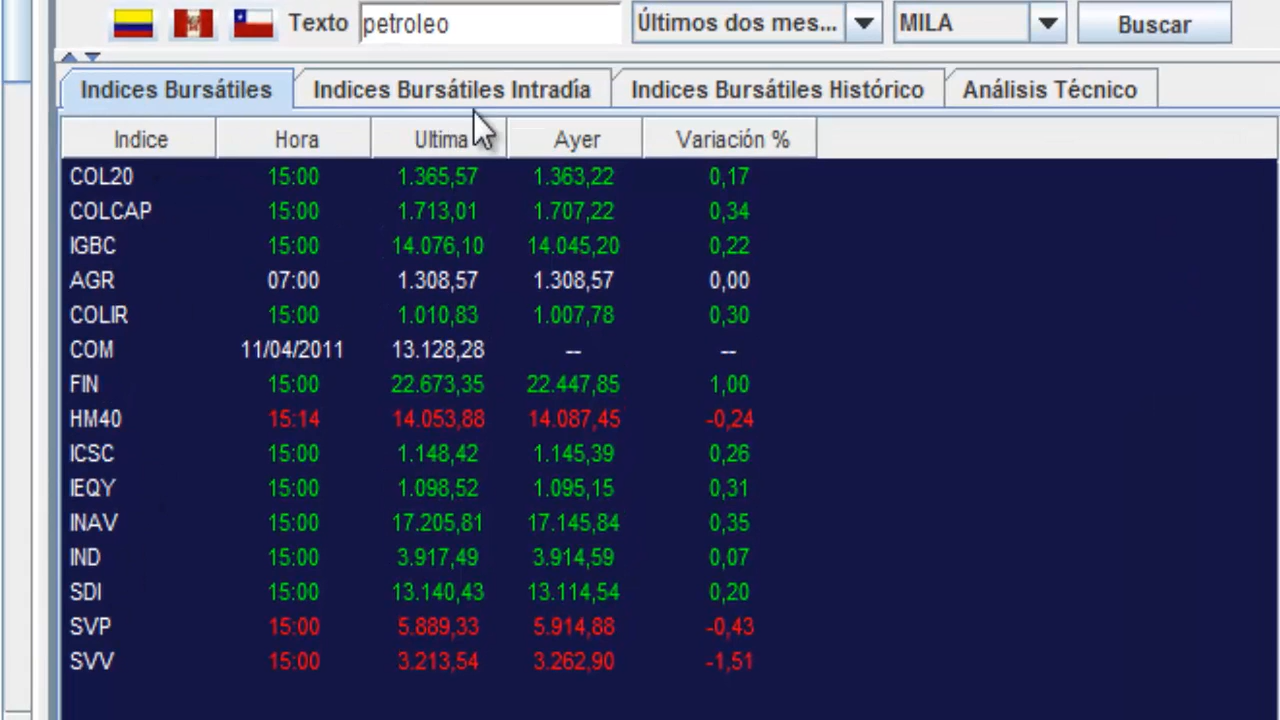 Texto petroleo Últimos dos mes... MILA Buscar
Indices Bursátiles Indices Bursátiles Intradía Indices Bursátiles Histórico Análisis Técnico
Indice Hora Ultima Ayer Variación %
COL20 15:00 1.365,57 1.363,22 0,17
COLCAP 15:00 1.713,01 1.707,22 0,34
IGBC 15:00 14.076,10 14.045,20 0,22
AGR 07:00 1.308,57 1.308,57 0,00
COLIR 15:00 1.010,83 1.007,78 0,30
COM 11/04/2011 13.128,28 -- --
FIN 15:00 22.673,35 22.447,85 1,00
HM40 15:14 14.053,88 14.087,45 -0,24
ICSC 15:00 1.148,42 1.145,39 0,26
IEQY 15:00 1.098,52 1.095,15 0,31
INAV 15:00 17.205,81 17.145,84 0,35
IND 15:00 3.917,49 3.914,59 0,07
SDI 15:00 13.140,43 13.114,54 0,20
SVP 15:00 5.889,33 5.914,88 -0,43
SVV 15:00 3.213,54 3.262,90 -1,51